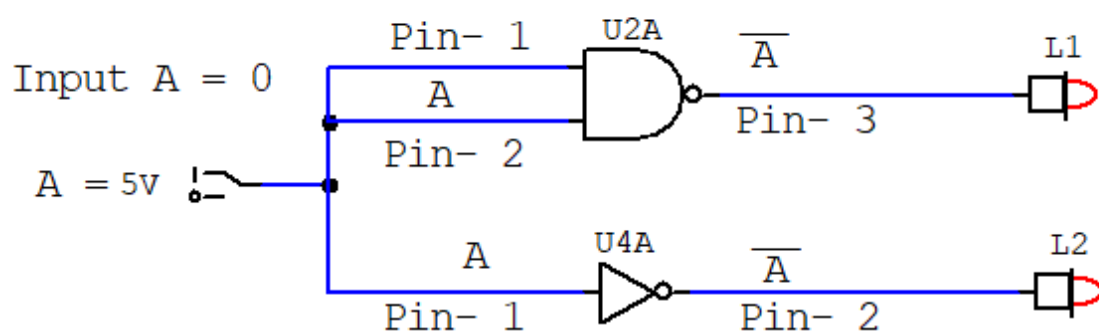 U2A
Pin- 1
A
L1
Input A = 0
A
Pin- 3
Pin- 2
A = 5V
U4A
L2
A
A
Pin- 1
Pin- 2